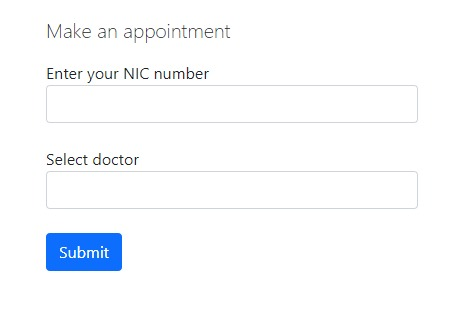 Make an appointment
Enter your NIC number
Select doctor
Submit